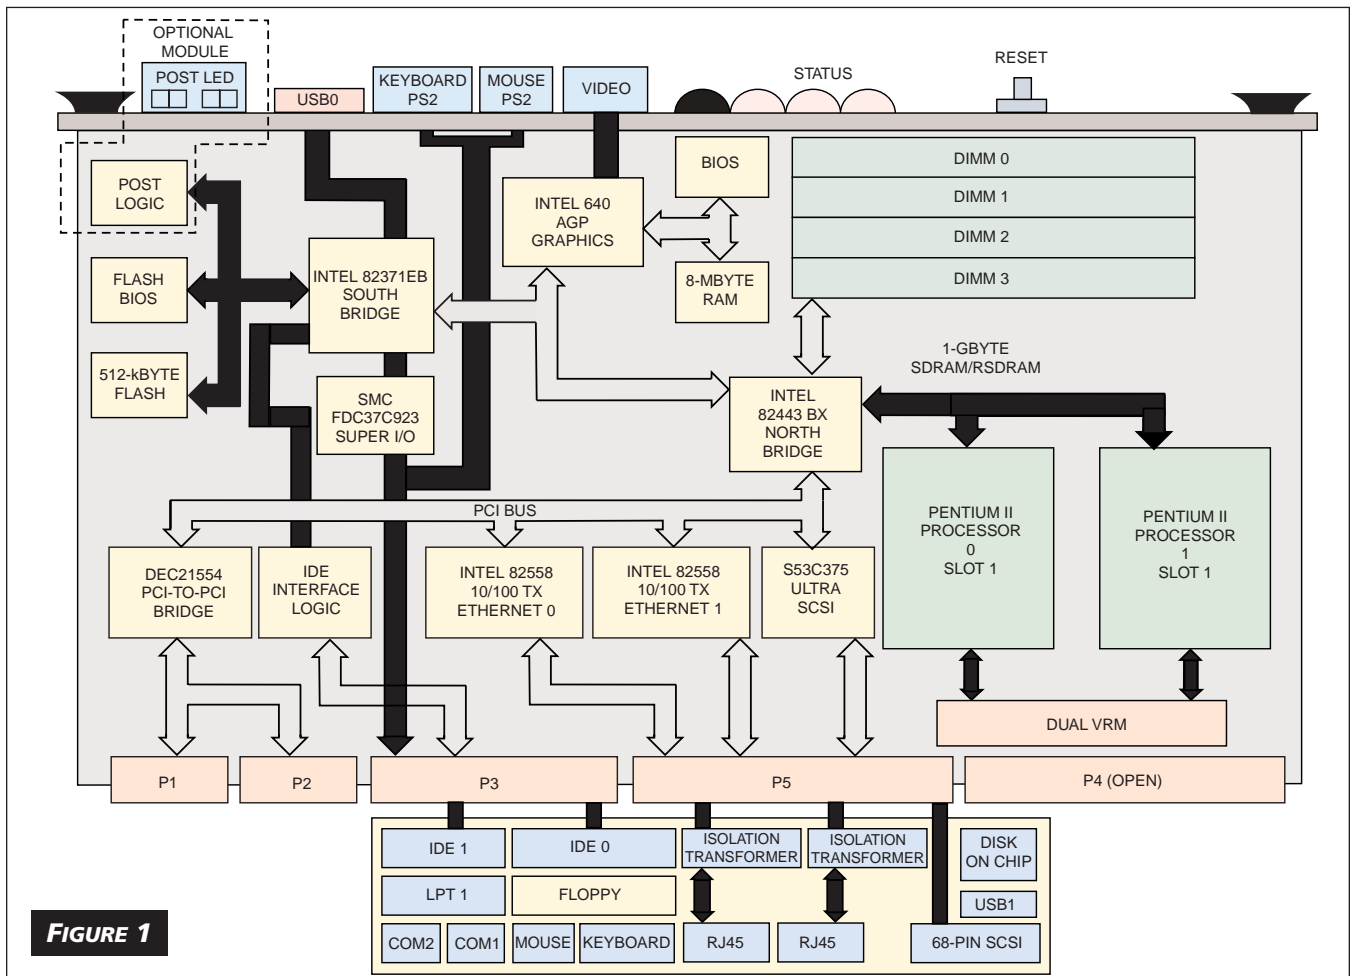 OPTIONAL
MODULE
POST LED
USB0
KEYBOARD
PS2
MOUSE
PS2
VIDEO
STATUS
RESET
POST
LOGIC
FLASH
BIOS
512-kBYTE
FLASH
INTEL 82371EB
SOUTH
BRIDGE
SMC
FDC37C923
SUPER I/O
INTEL 640
AGP
GRAPHICS
BIOS
8-MBYTE
RAM
DIMM 0
DIMM 1
DIMM 2
DIMM 3
1-GBYTE
SDRAM/RSDRAM
INTEL
82443 BX
NORTH
BRIDGE
PCI BUS
DEC21554
PCI-TO-PCI
BRIDGE
IDE
INTERFACE
LOGIC
INTEL 82558
10/100 TX
ETHERNET 0
INTEL 82558
10/100 TX
ETHERNET 1
S53C375
ULTRA
SCSI
PENTIUM II
PROCESSOR
0
SLOT 1
PENTIUM II
PROCESSOR
1
SLOT 1
DUAL VRM
P1
P2
P3
P5
P4 (OPEN)
IDE 1
IDE 0
ISOLATION
TRANSFORMER
ISOLATION
TRANSFORMER
DISK
ON CHIP
LPT 1
FLOPPY
USB1
COM2
COM1
MOUSE
KEYBOARD
RJ45
RJ45
68-PIN SCSI
FIGURE 1